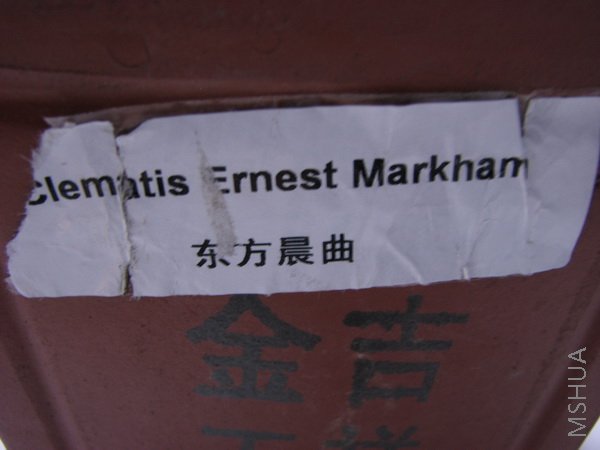 Clematis Ernest Markham
东方晨曲
金吉
MSHUA